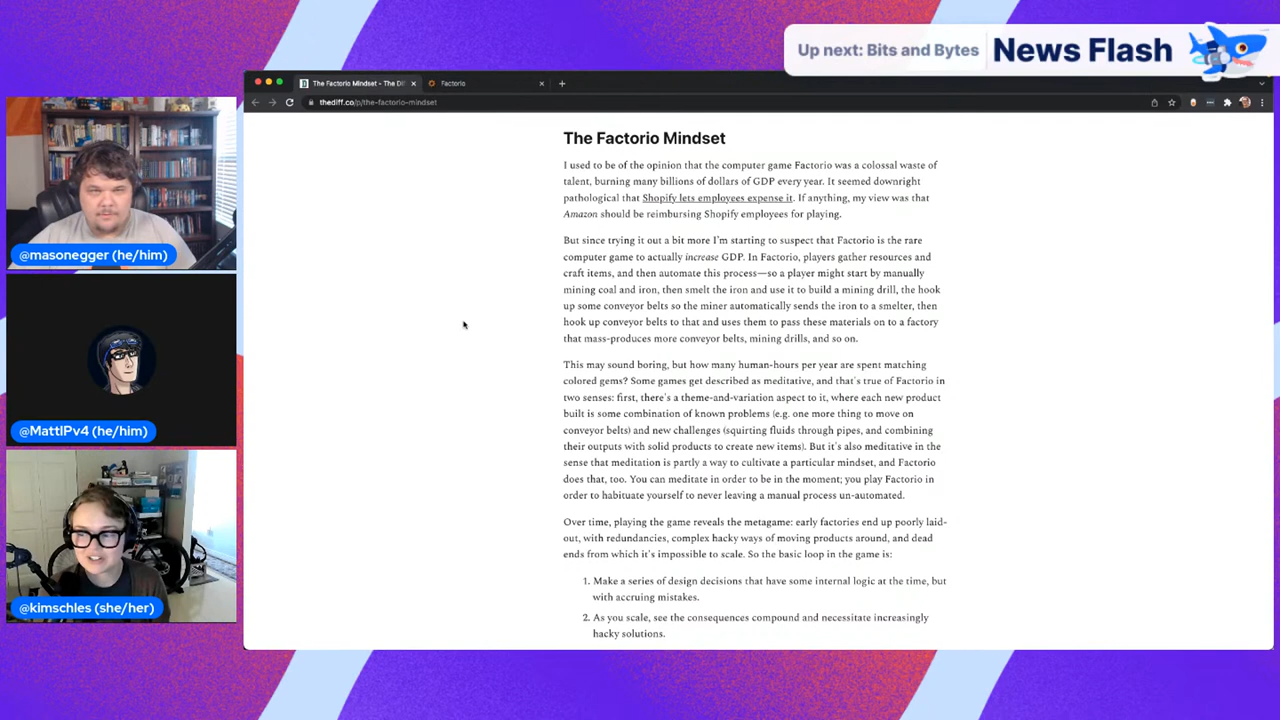 Up next: Bits and Bytes
News Flash
The Factorio Mindset - The Di
Factorio
thediff.co/p/the-factorio-mindset
The Factorio Mindset
I used to be of the opinion that the computer game Factorio was a colossal waste of
talent, burning many billions of dollars of GDP every year. It seemed downright
pathological that Shopify lets employees expense it. If anything, my view was that
Amazon should be reimbursing Shopify employees for playing.
But since trying it out a bit more I'm starting to suspect that Factorio is the rare
computer game to actually increase GDP. In Factorio, players gather resources and
craft items, and then automate this process—so a player might start by manually
mining coal and iron, then smelt the iron and use it to build a mining drill, the hook
up some conveyor belts so the miner automatically sends the iron to a smelter, then
hook up conveyor belts to that and uses them to pass these materials on to a factory
that mass-produces more conveyor belts, mining drills, and so on.
This may sound boring, but how many human-hours per year are spent matching
colored gems? Some games get described as meditative, and that's true of Factorio in
two senses: first, there's a theme-and-variation aspect to it, where each new product
built is some combination of known problems (e.g. one more thing to move on
conveyor belts) and new challenges (squirting fluids through pipes, and combining
their outputs with solid products to create new items). But it's also meditative in the
sense that meditation is partly a way to cultivate a particular mindset, and Factorio
does that, too. You can meditate in order to be in the moment; you play Factorio in
order to habituate yourself to never leaving a manual process un-automated.
Over time, playing the game reveals the metagame: early factories end up poorly laid-
out, with redundancies, complex hacky ways of moving products around, and dead
ends from which it's impossible to scale. So the basic loop in the game is:
1. Make a series of design decisions that have some internal logic at the time, but
with accruing mistakes.
2. As you scale, see the consequences compound and necessitate increasingly
hacky solutions.
@masonegger (he/him)
@MattIPv4 (he/him)
@kimschles (she/her)